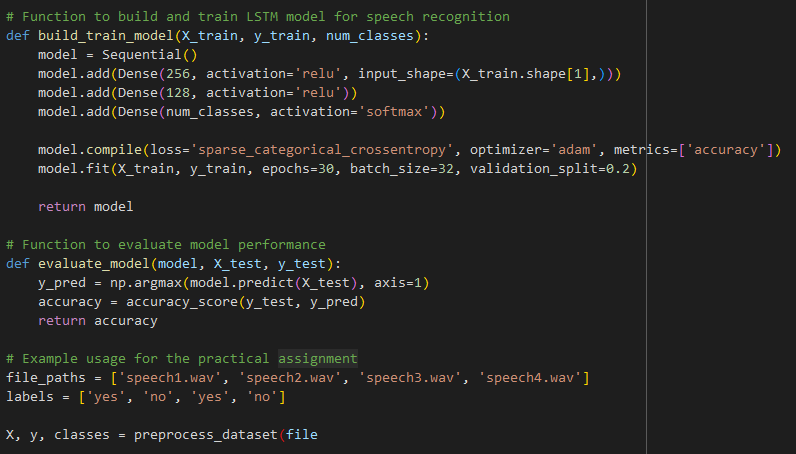 # Function to build and train LSTM model for speech recognition
def build_train_model(X_train, y_train, num_classes):
    model = Sequential()
    model.add(Dense(256, activation='relu', input_shape=(X_train.shape[1],)))
    model.add(Dense(128, activation='relu'))
    model.add(Dense(num_classes, activation='softmax'))

    model.compile(loss='sparse_categorical_crossentropy', optimizer='adam', metrics=['accuracy'])
    model.fit(X_train, y_train, epochs=30, batch_size=32, validation_split=0.2)

    return model

# Function to evaluate model performance
def evaluate_model(model, X_test, y_test):
    y_pred = np.argmax(model.predict(X_test), axis=1)
    accuracy = accuracy_score(y_test, y_pred)
    return accuracy

# Example usage for the practical assignment
file_paths = ['speech1.wav', 'speech2.wav', 'speech3.wav', 'speech4.wav']
labels = ['yes', 'no', 'yes', 'no']

X, y, classes = preprocess_dataset(file